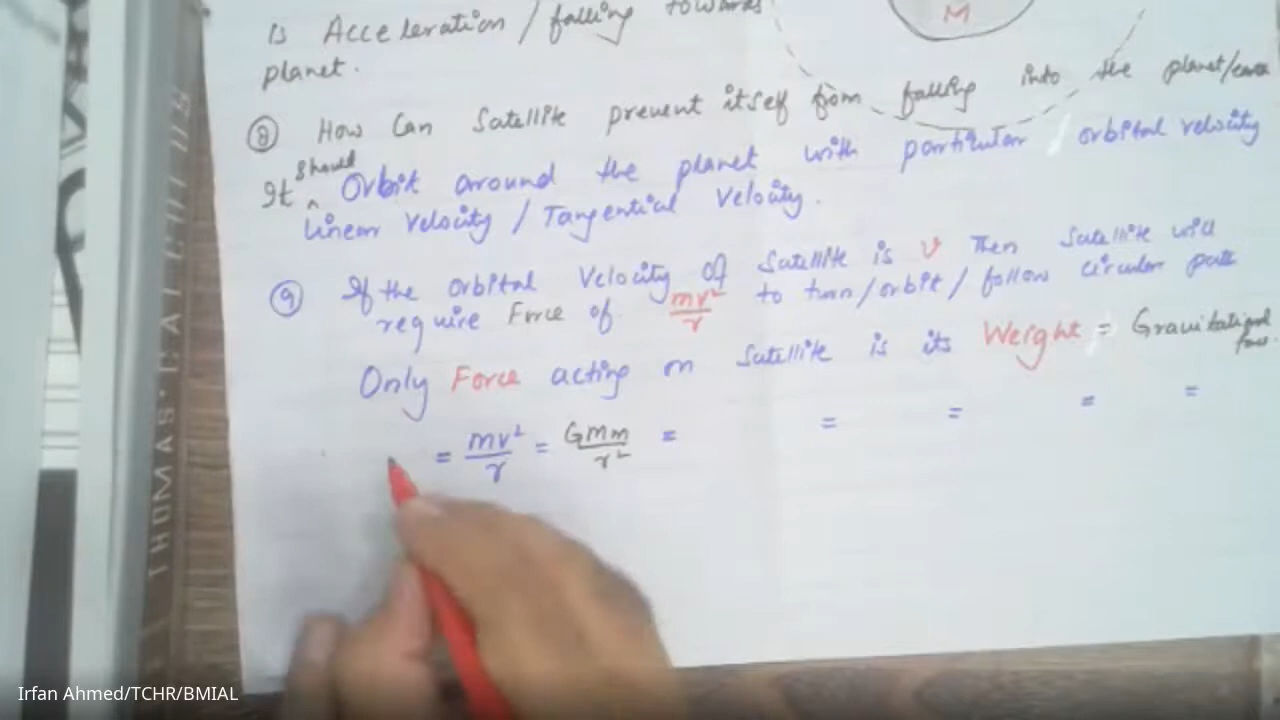 is Acceleration / falling towards
planet.
M
⑧ How Can Satellite prevent itself from falling into the planet/
should
It ^ Orbit around the planet with particular orbital velocity
linear velocity / Tangential Velocity.
⑨ If the orbital Velocity of Satellite is v Then Satellite will
require Force of mv²/r to turn/orbit/follow circular path
Only Force acting on Satellite is its Weight = Gravitational
= mv²/r = GMm/r² = = = = =
THOMAS' CALCULUS
Irfan Ahmed/TCHR/BMIAL